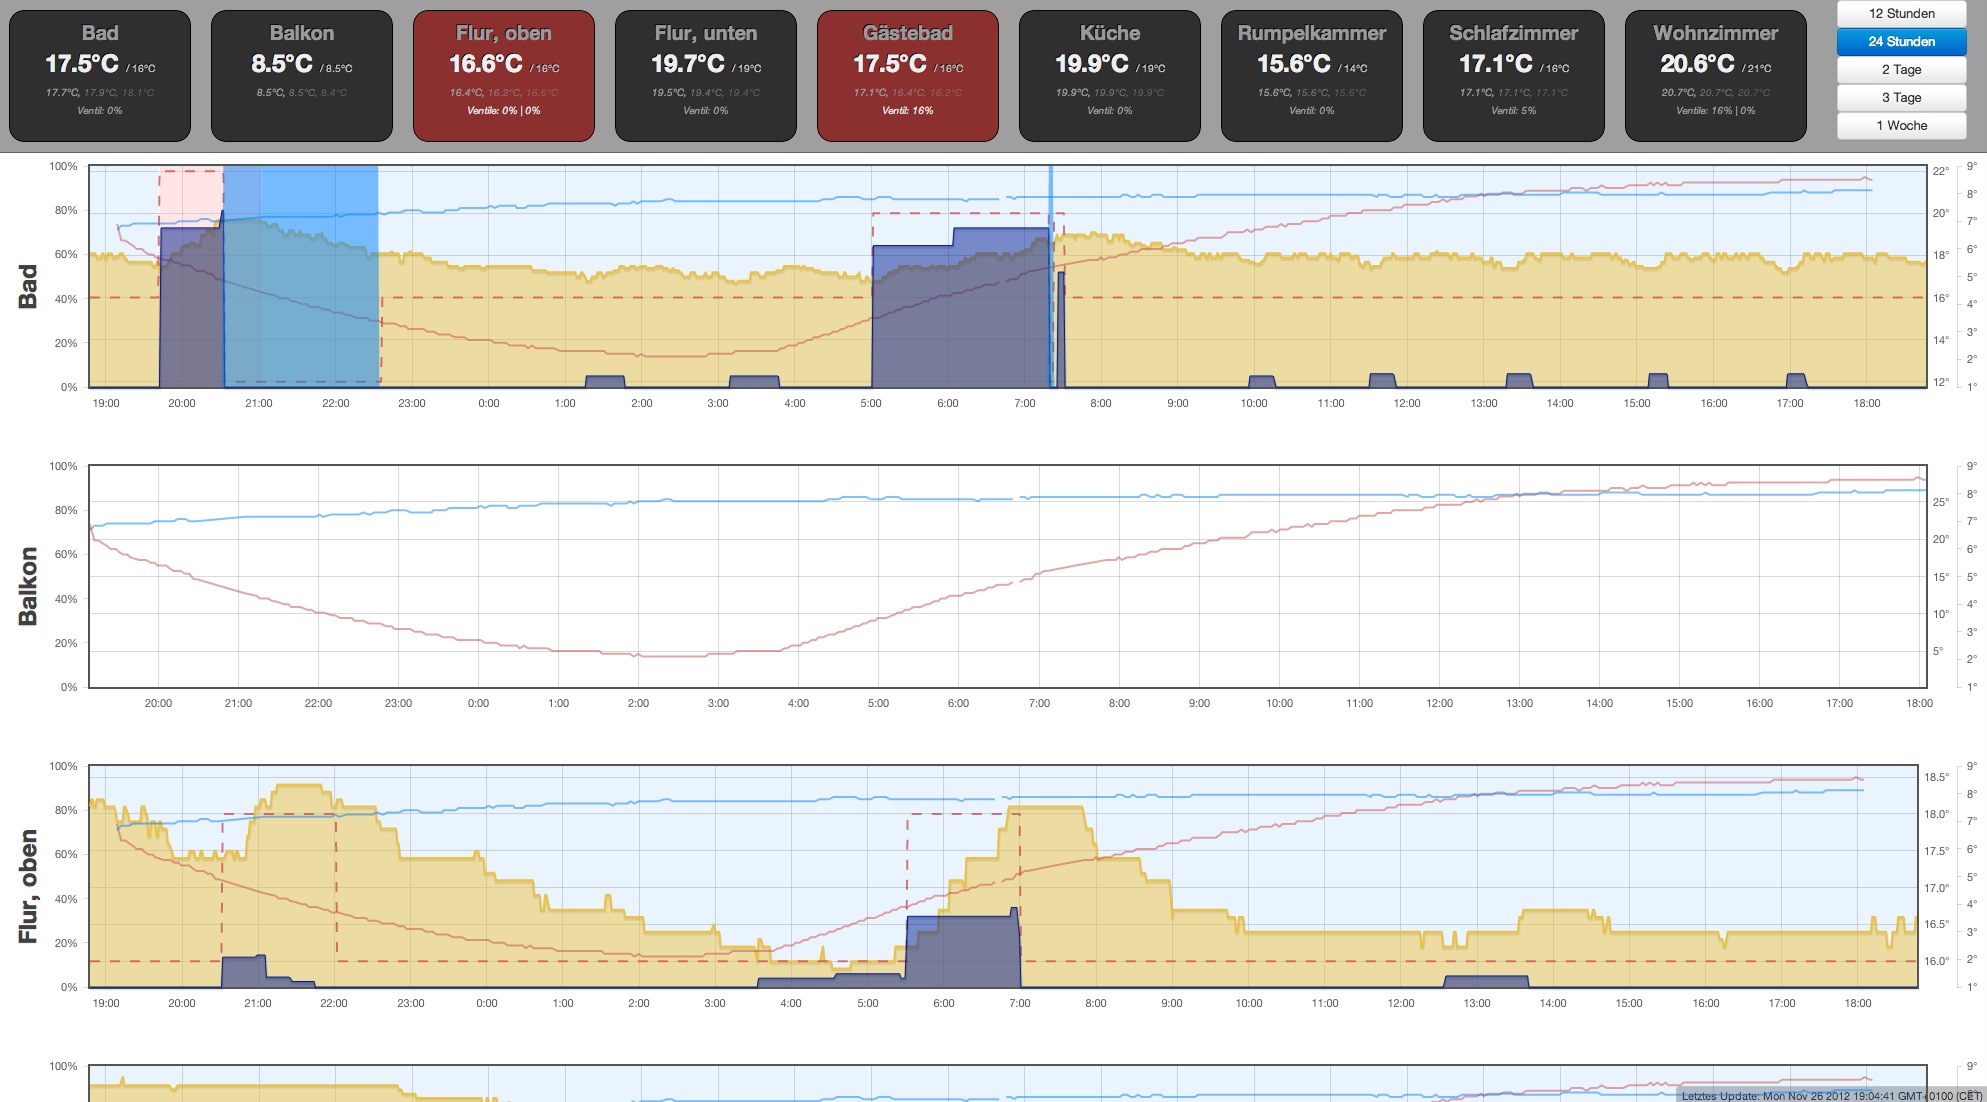 Bad
17.5°C / 16°C
17.7°C, 17.9°C, 18.1°C
Ventil: 0%
Balkon
8.5°C / 8.5°C
8.5°C, 8.5°C, 8.4°C
Flur, oben
16.6°C / 16°C
16.4°C, 16.2°C, 16.6°C
Ventile: 0% | 0%
Flur, unten
19.7°C / 19°C
19.5°C, 19.4°C, 19.4°C
Ventil: 0%
Gästebad
17.5°C / 16°C
17.1°C, 16.4°C, 16.2°C
Ventil: 16%
Küche
19.9°C / 19°C
19.9°C, 19.9°C, 19.9°C
Ventil: 0%
Rumpelkammer
15.6°C / 14°C
15.6°C, 15.6°C, 15.6°C
Ventil: 0%
Schlafzimmer
17.1°C / 16°C
17.1°C, 17.1°C, 17.1°C
Ventil: 5%
Wohnzimmer
20.6°C / 21°C
20.7°C, 20.7°C, 20.7°C
Ventile: 16% | 0%
12 Stunden
24 Stunden
2 Tage
3 Tage
1 Woche
Bad
100%
80%
60%
40%
20%
0%
22°
20°
18°
16°
14°
12°
9°
8°
7°
6°
5°
4°
3°
2°
1°
19:00 20:00 21:00 22:00 23:00 0:00 1:00 2:00 3:00 4:00 5:00 6:00 7:00 8:00 9:00 10:00 11:00 12:00 13:00 14:00 15:00 16:00 17:00 18:00
Balkon
100%
80%
60%
40%
20%
0%
25°
20°
15°
10°
5°
9°
8°
7°
6°
5°
4°
3°
2°
1°
20:00 21:00 22:00 23:00 0:00 1:00 2:00 3:00 4:00 5:00 6:00 7:00 8:00 9:00 10:00 11:00 12:00 13:00 14:00 15:00 16:00 17:00 18:00
Flur, oben
100%
80%
60%
40%
20%
0%
18.5°
18.0°
17.5°
17.0°
16.5°
16.0°
9°
8°
7°
6°
5°
4°
3°
2°
1°
19:00 20:00 21:00 22:00 23:00 0:00 1:00 2:00 3:00 4:00 5:00 6:00 7:00 8:00 9:00 10:00 11:00 12:00 13:00 14:00 15:00 16:00 17:00 18:00
100%
9°
Letztes Update: Mon Nov 26 2012 19:04:41 GMT+0100 (CET)